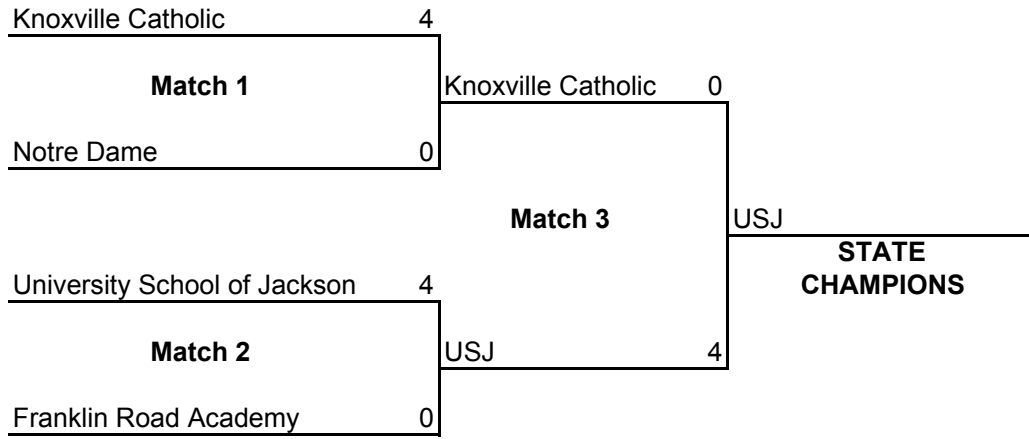 Knoxville Catholic 4
Match 1
Knoxville Catholic 0
Notre Dame 0
Match 3
USJ
STATE
CHAMPIONS
University School of Jackson 4
Match 2
USJ 4
Franklin Road Academy 0